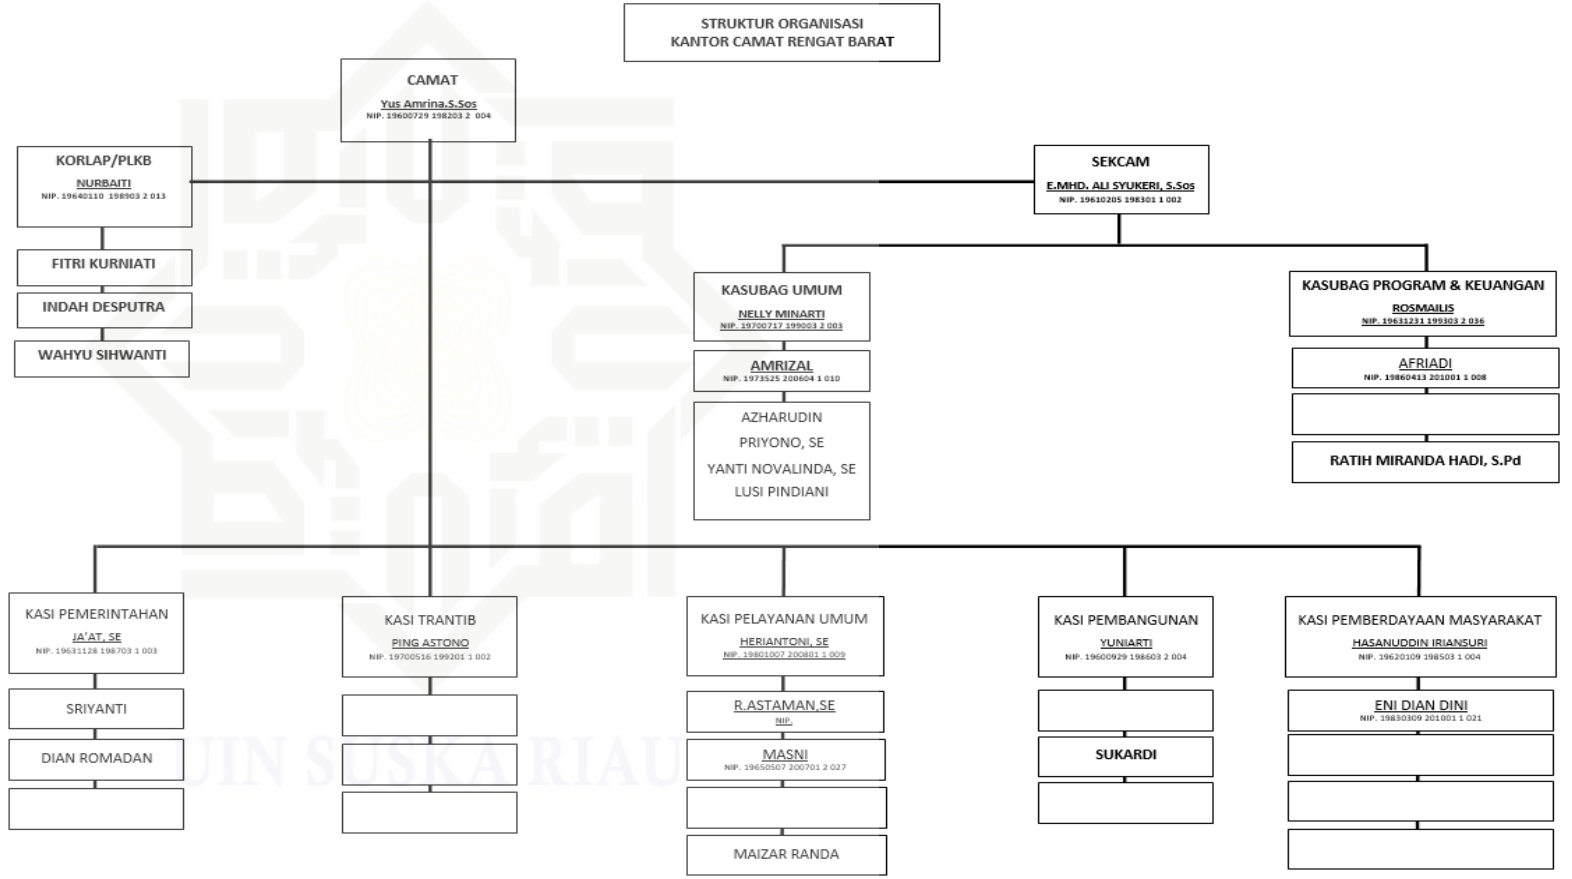 STRUKTUR ORGANISASI
KANTOR CAMAT RENGAT BARAT
CAMAT
Yus Amrina.S.Sos
NIP. 19600729 198203 2 004
KORLAP/PLKB
NURBAITI
NIP. 19640110 198903 2 013
FITRI KURNIATI
INDAH DESPUTRA
WAHYU SIHWANTI
SEKCAM
E.MHD. ALI SYUKERI, S.Sos
NIP. 19610205 198301 1 002
KASUBAG UMUM
NELLY MINARTI
NIP. 19700717 199003 2 003
AMRIZAL
NIP. 1973525 200604 1 010
AZHARUDIN
PRIYONO, SE
YANTI NOVALINDA, SE
LUSI PINDIANI
KASUBAG PROGRAM & KEUANGAN
ROSMAILIS
NIP. 19631231 199303 2 036
AFRIADI
NIP. 19860413 201001 1 008
RATIH MIRANDA HADI, S.Pd
KASI PEMERINTAHAN
JA'AT, SE
NIP. 19631128 198703 1 003
SRIYANTI
DIAN ROMADAN
KASI TRANTIB
PING ASTONO
NIP. 19700516 199201 1 002
KASI PELAYANAN UMUM
HERIANTONI, SE
NIP. 19801007 200801 1 009
R.ASTAMAN,SE
NIP.
MASNI
NIP. 19650507 200701 2 027
MAIZAR RANDA
KASI PEMBANGUNAN
YUNIARTI
NIP. 19600929 198603 2 004
SUKARDI
KASI PEMBERDAYAAN MASYARAKAT
HASANUDDIN IRIANSURI
NIP. 19620109 198503 1 004
ENI DIAN DINI
NIP. 19830309 201001 1 021
UIN SUSKA RIAU